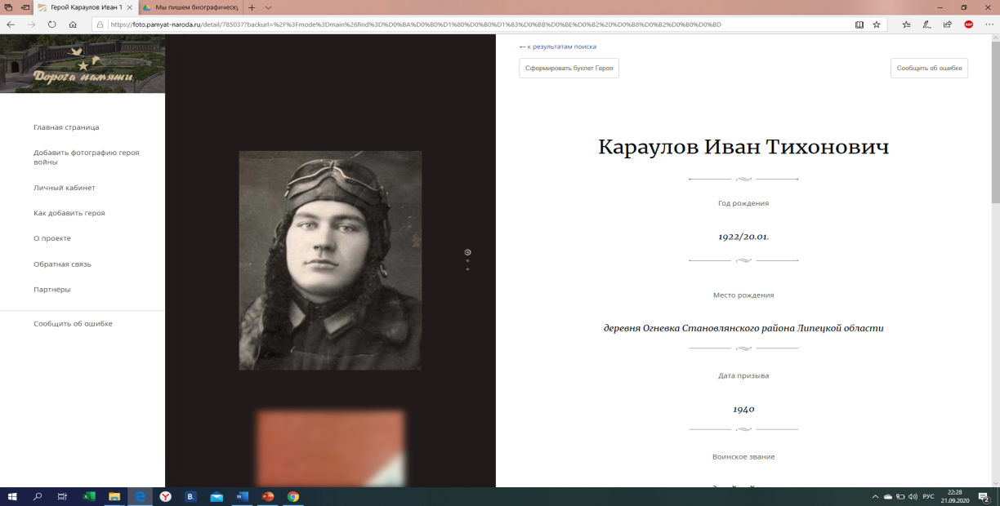 Герой Караулов Иван Т
Мы пишем биографическу
https://foto.pamyat-naroda.ru/detail/785037?backurl=%2F%3Fmode%3Dmain%26find%3D%D0%BA%D0%B0%D1%80%D0%B0%D1%83%D0%BB%D0%BE%D0%B2%20%D0%B8%D0%B2%D0%B0%D0%BD
ABP
Дорога памяти
Главная страница
Добавить фотографию героя
войны
Личный кабинет
Как добавить героя
О проекте
Обратная связь
Партнёры
Сообщить об ошибке
← к результатам поиска
Сформировать буклет Героя
Сообщить об ошибке
Караулов Иван Тихонович
Год рождения
1922/20.01.
Место рождения
деревня Огневка Становлянского района Липецкой области
Дата призыва
1940
Воинское звание
РУС
22:28
21.09.2020
2